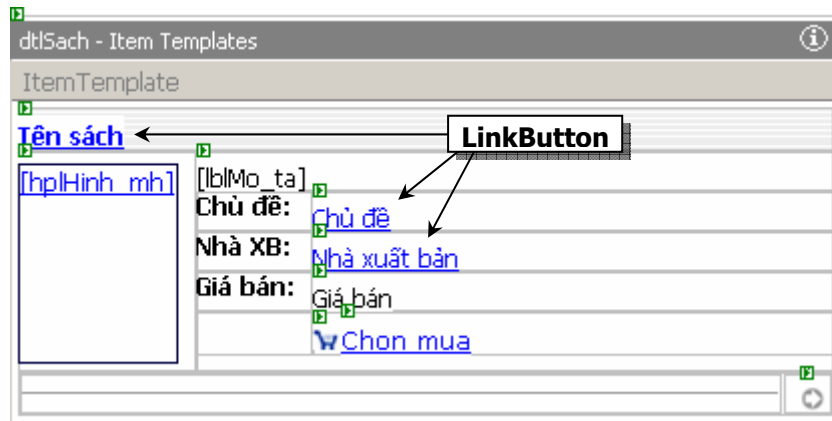 dtlSach - Item Templates
ItemTemplate
Tên sách
LinkButton
[hplHinh_mh]
[lblMo_ta]
Chủ đề: Chủ đề
Nhà XB: Nhà xuất bản
Giá bán: Giá bán
Chọn mua